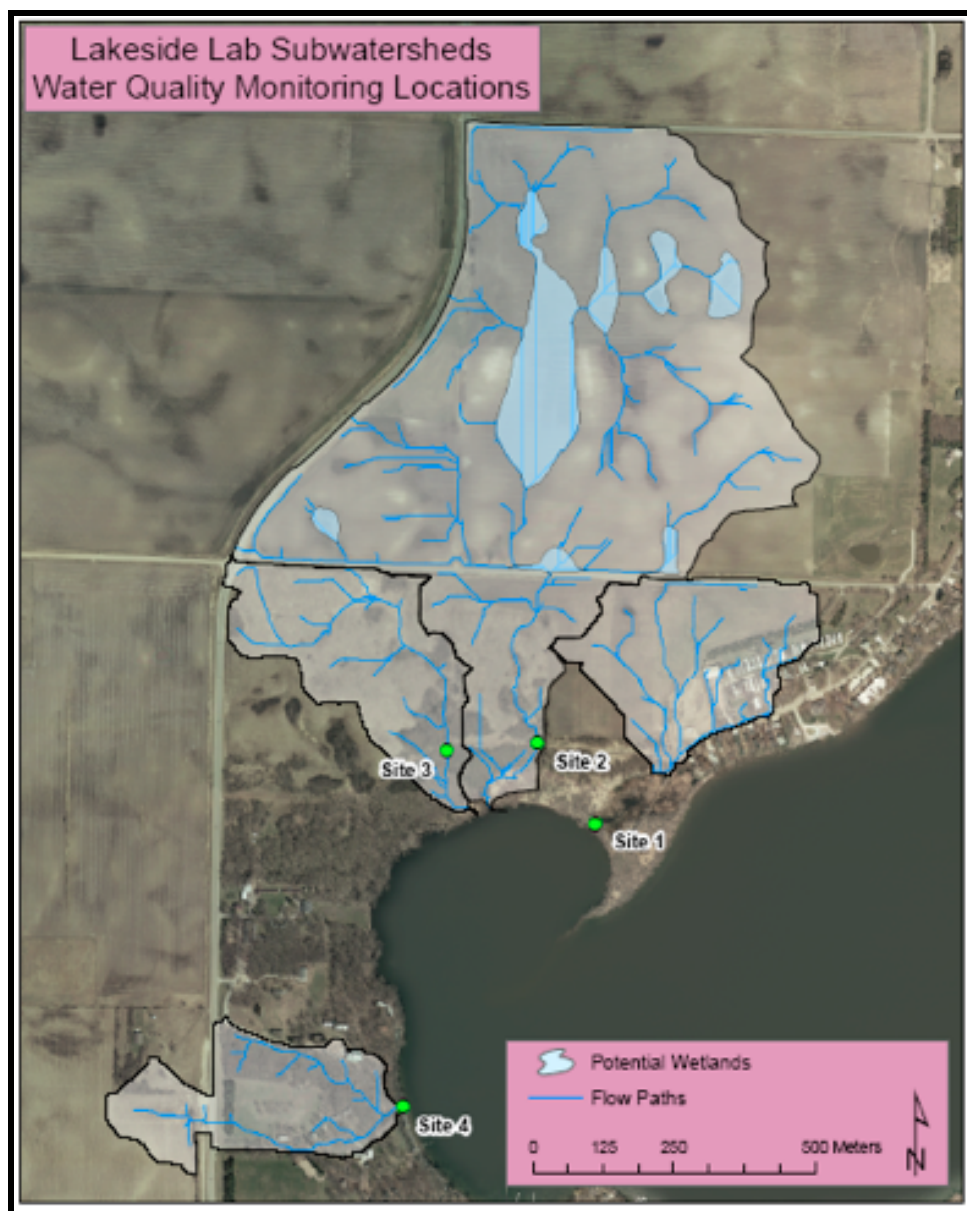 Lakeside Lab Subwatersheds
Water Quality Monitoring Locations
Site 3
Site 2
Site 1
Site 4
Potential Wetlands
Flow Paths
0 125 250 500 Meters
N